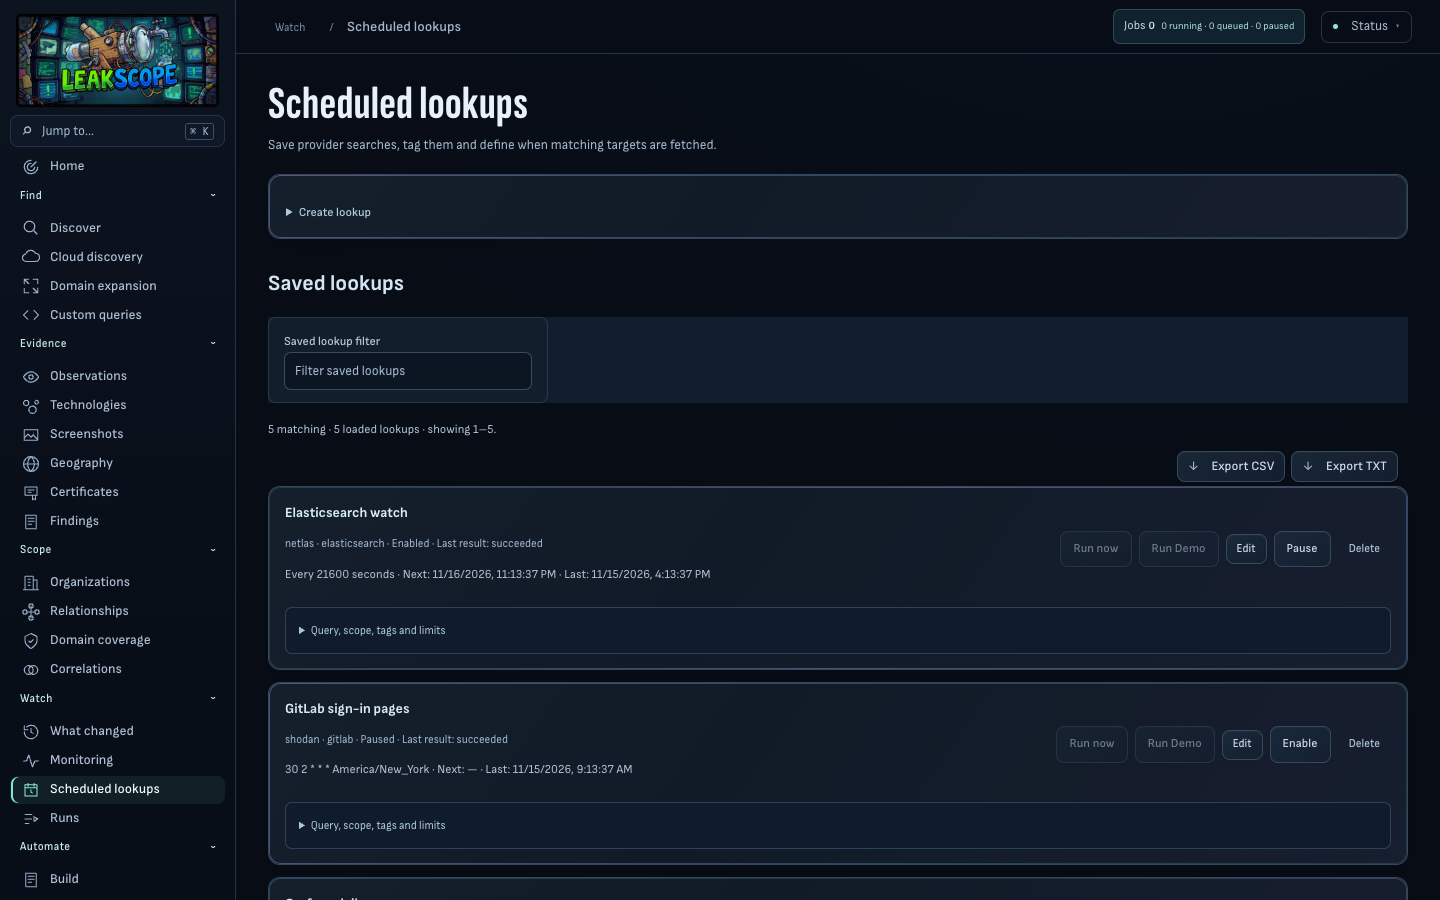 LEAKSCOPE
Jump to...
⌘ K
Home
Find
Discover
Cloud discovery
Domain expansion
Custom queries
Evidence
Observations
Technologies
Screenshots
Geography
Certificates
Findings
Scope
Organizations
Relationships
Domain coverage
Correlations
Watch
What changed
Monitoring
Scheduled lookups
Runs
Automate
Build
Watch / Scheduled lookups
Jobs 0 0 running · 0 queued · 0 paused
Status
Scheduled lookups
Save provider searches, tag them and define when matching targets are fetched.
Create lookup
Saved lookups
Saved lookup filter
Filter saved lookups
5 matching · 5 loaded lookups · showing 1–5.
Export CSV
Export TXT
Elasticsearch watch
netlas · elasticsearch · Enabled · Last result: succeeded
Every 21600 seconds · Next: 11/16/2026, 11:13:37 PM · Last: 11/15/2026, 4:13:37 PM
Run now
Run Demo
Edit
Pause
Delete
Query, scope, tags and limits
GitLab sign-in pages
shodan · gitlab · Paused · Last result: succeeded
30 2 * * * America/New_York · Next: — · Last: 11/15/2026, 9:13:37 AM
Run now
Run Demo
Edit
Enable
Delete
Query, scope, tags and limits